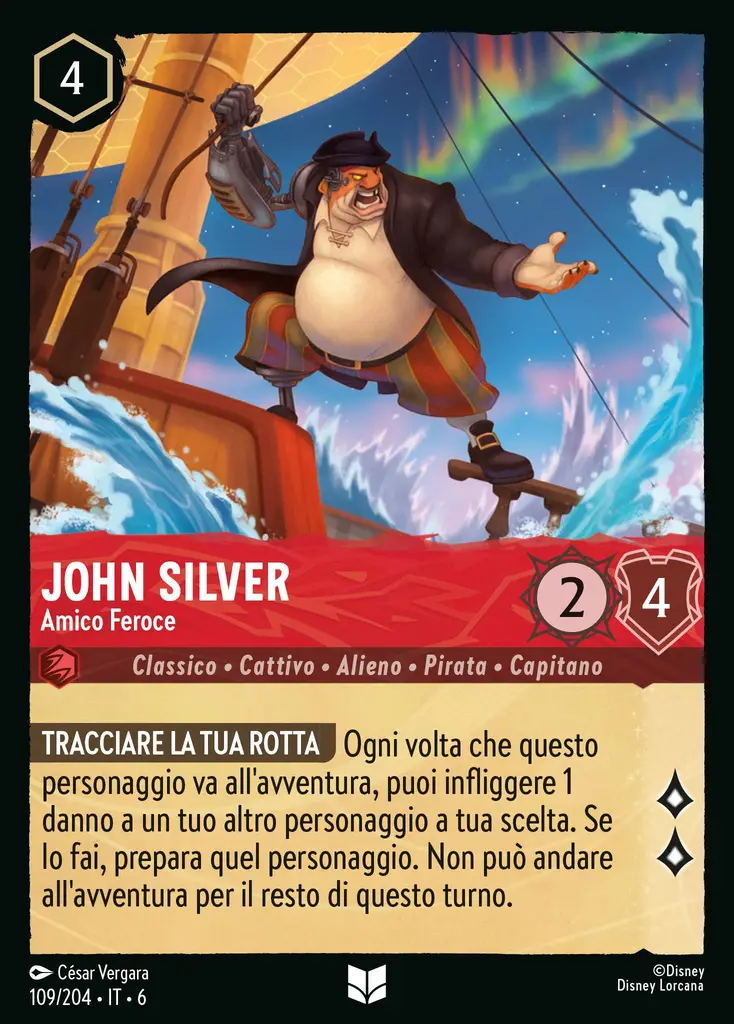 4
JOHN SILVER
Amico Feroce
2
4
Classico • Cattivo • Alieno • Pirata • Capitano
TRACCIARE LA TUA ROTTA Ogni volta che questo
personaggio va all'avventura, puoi infliggere 1
danno a un tuo altro personaggio a tua scelta. Se
lo fai, prepara quel personaggio. Non può andare
all'avventura per il resto di questo turno.
César Vergara
109/204 • IT • 6
©Disney
Disney Lorcana